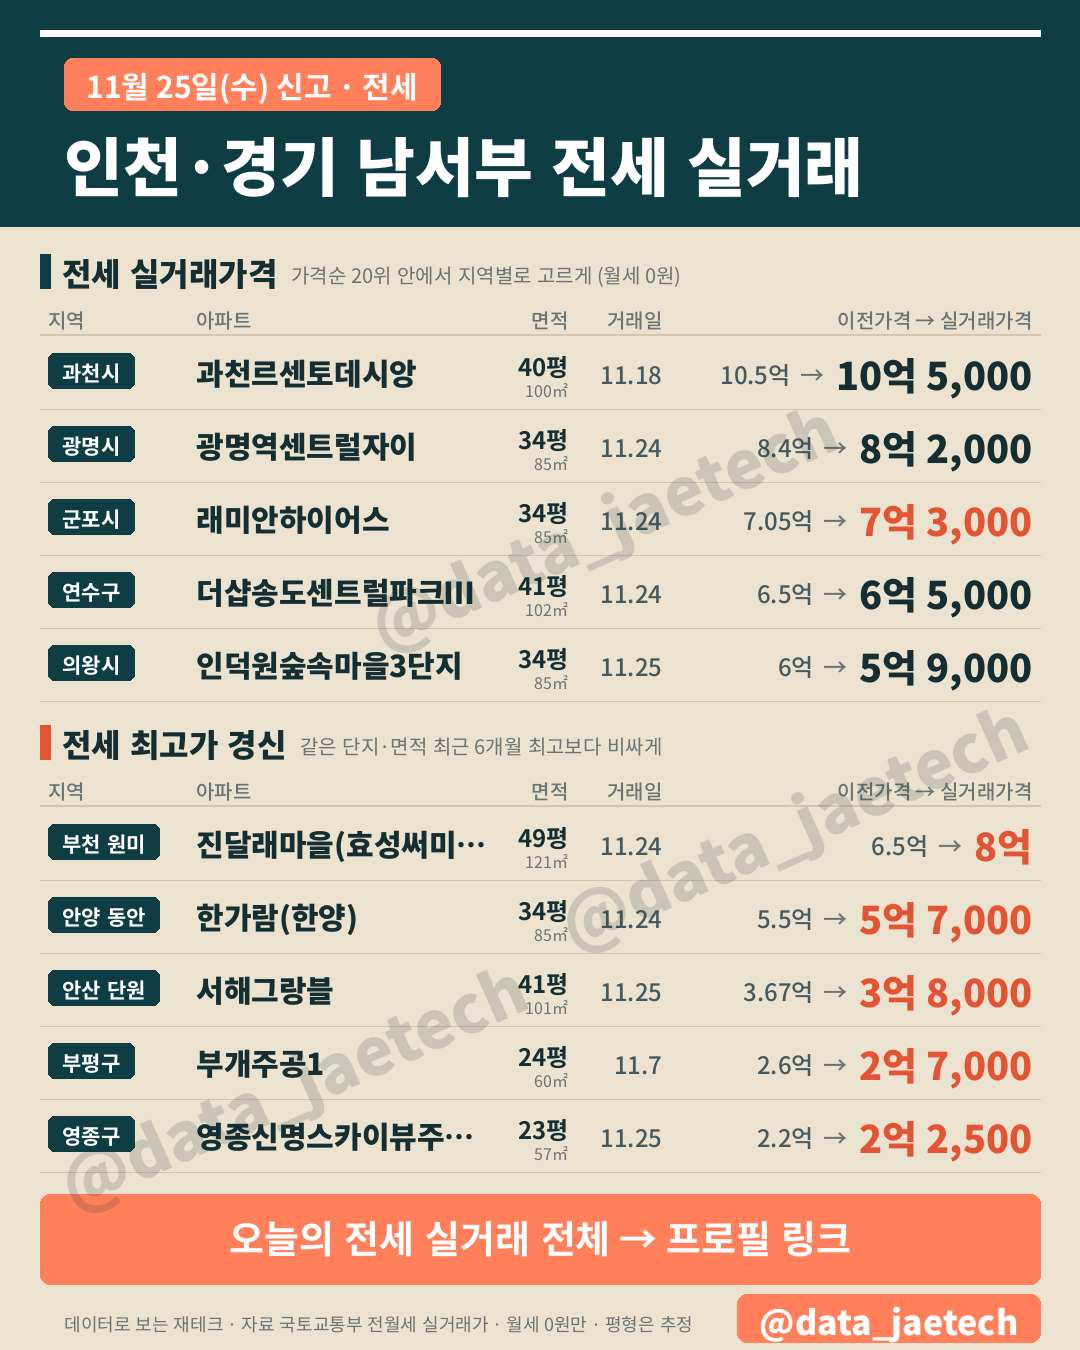 11월 25일(수) 신고 · 전세
인천·경기 남서부 전세 실거래
전세 실거래가격 가격순 20위 안에서 지역별로 고르게 (월세 0원)
지역 아파트 면적 거래일 이전가격 → 실거래가격
과천시 과천르센토데시앙 40평 100㎡ 11.18 10.5억 → 10억 5,000
광명시 광명역센트럴자이 34평 85㎡ 11.24 8.4억 → 8억 2,000
군포시 래미안하이어스 34평 85㎡ 11.24 7.05억 → 7억 3,000
연수구 더샵송도센트럴파크III 41평 102㎡ 11.24 6.5억 → 6억 5,000
의왕시 인덕원숲속마을3단지 34평 85㎡ 11.25 6억 → 5억 9,000
전세 최고가 경신 같은 단지·면적 최근 6개월 최고보다 비싸게
지역 아파트 면적 거래일 이전가격 → 실거래가격
부천 원미 진달래마을(효성써미… 49평 121㎡ 11.24 6.5억 → 8억
안양 동안 한가람(한양) 34평 85㎡ 11.24 5.5억 → 5억 7,000
안산 단원 서해그랑블 41평 101㎡ 11.25 3.67억 → 3억 8,000
부평구 부개주공1 24평 60㎡ 11.7 2.6억 → 2억 7,000
영종구 영종신명스카이뷰주… 23평 57㎡ 11.25 2.2억 → 2억 2,500
@data_jaetech
@data_jaetech
@data_jaetech
오늘의 전세 실거래 전체 → 프로필 링크
데이터로 보는 재테크 · 자료 국토교통부 전월세 실거래가 · 월세 0원만 · 평형은 추정
@data_jaetech